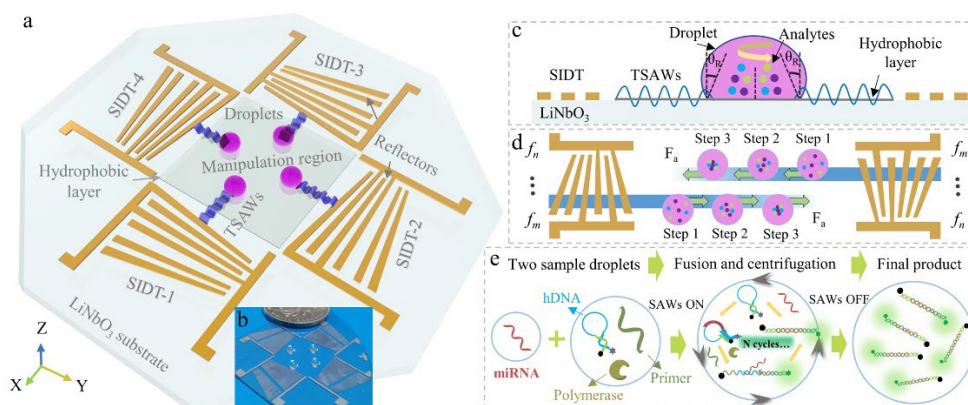 a
SIDT-4
SIDT-3
Droplets
Manipulation region
Reflectors
Hydrophobic
layer
TSAWs
SIDT-2
SIDT-1
LiNbO₃ substrate
Z
X
Y
b
c
Droplet
Analytes
θR
θR
Hydrophobic
layer
SIDT
TSAWs
LiNbO₃
d
fn
Step 3
Step 2
Step 1
fm
Fa
fm
Step 1
Step 2
Step 3
Fa
fn
e
Two sample droplets
Fusion and centrifugation
Final product
hDNA
SAWs ON
SAWs OFF
miRNA
N cycles...
Polymerase
Primer